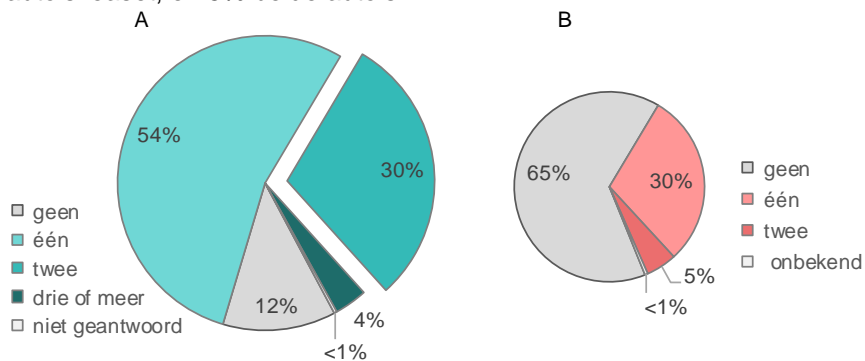 A
B
54%
30%
12%
4%
<1%
geen
één
twee
drie of meer
niet geantwoord
65%
30%
5%
<1%
geen
één
twee
onbekend